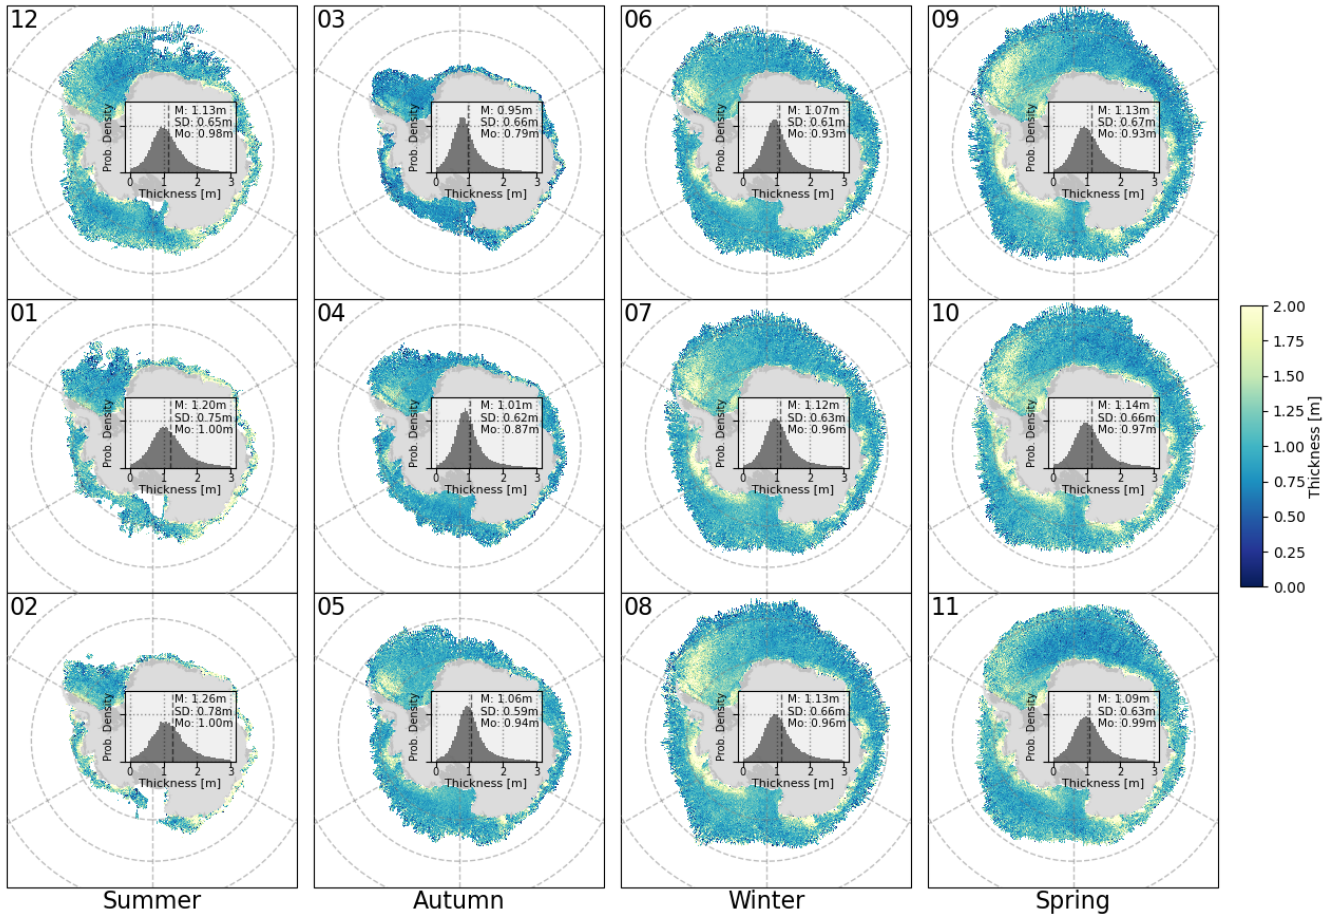 12
M: 1.13m
SD: 0.65m
Mo: 0.98m
Prob. Density
0 1 2 3
Thickness [m]
03
M: 0.95m
SD: 0.66m
Mo: 0.79m
Prob. Density
0 1 2 3
Thickness [m]
06
M: 1.07m
SD: 0.61m
Mo: 0.93m
Prob. Density
0 1 2 3
Thickness [m]
09
M: 1.13m
SD: 0.67m
Mo: 0.93m
Prob. Density
0 1 2 3
Thickness [m]
01
M: 1.20m
SD: 0.75m
Mo: 1.00m
Prob. Density
0 1 2 3
Thickness [m]
04
M: 1.01m
SD: 0.62m
Mo: 0.87m
Prob. Density
0 1 2 3
Thickness [m]
07
M: 1.12m
SD: 0.63m
Mo: 0.96m
Prob. Density
0 1 2 3
Thickness [m]
10
M: 1.14m
SD: 0.66m
Mo: 0.97m
Prob. Density
0 1 2 3
Thickness [m]
02
M: 1.26m
SD: 0.78m
Mo: 1.00m
Prob. Density
0 1 2 3
Thickness [m]
05
M: 1.06m
SD: 0.59m
Mo: 0.94m
Prob. Density
0 1 2 3
Thickness [m]
08
M: 1.13m
SD: 0.66m
Mo: 0.96m
Prob. Density
0 1 2 3
Thickness [m]
11
M: 1.09m
SD: 0.63m
Mo: 0.99m
Prob. Density
0 1 2 3
Thickness [m]
Summer
Autumn
Winter
Spring
2.00
1.75
1.50
1.25
1.00
0.75
0.50
0.25
0.00
Thickness [m]